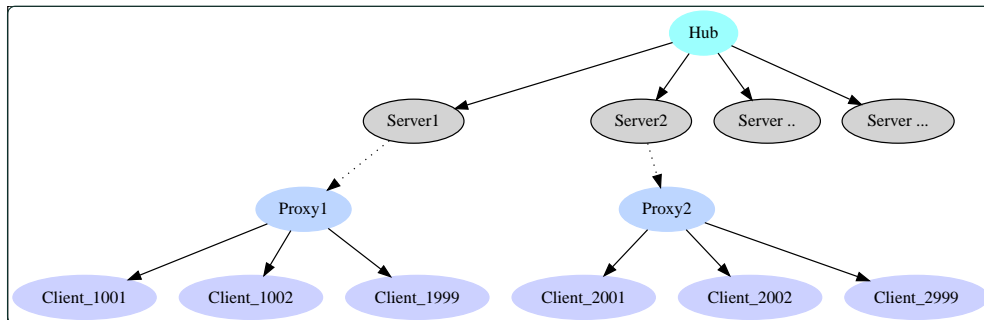 Hub
Server1
Server2
Server ..
Server ...
Proxy1
Proxy2
Client_1001
Client_1002
Client_1999
Client_2001
Client_2002
Client_2999